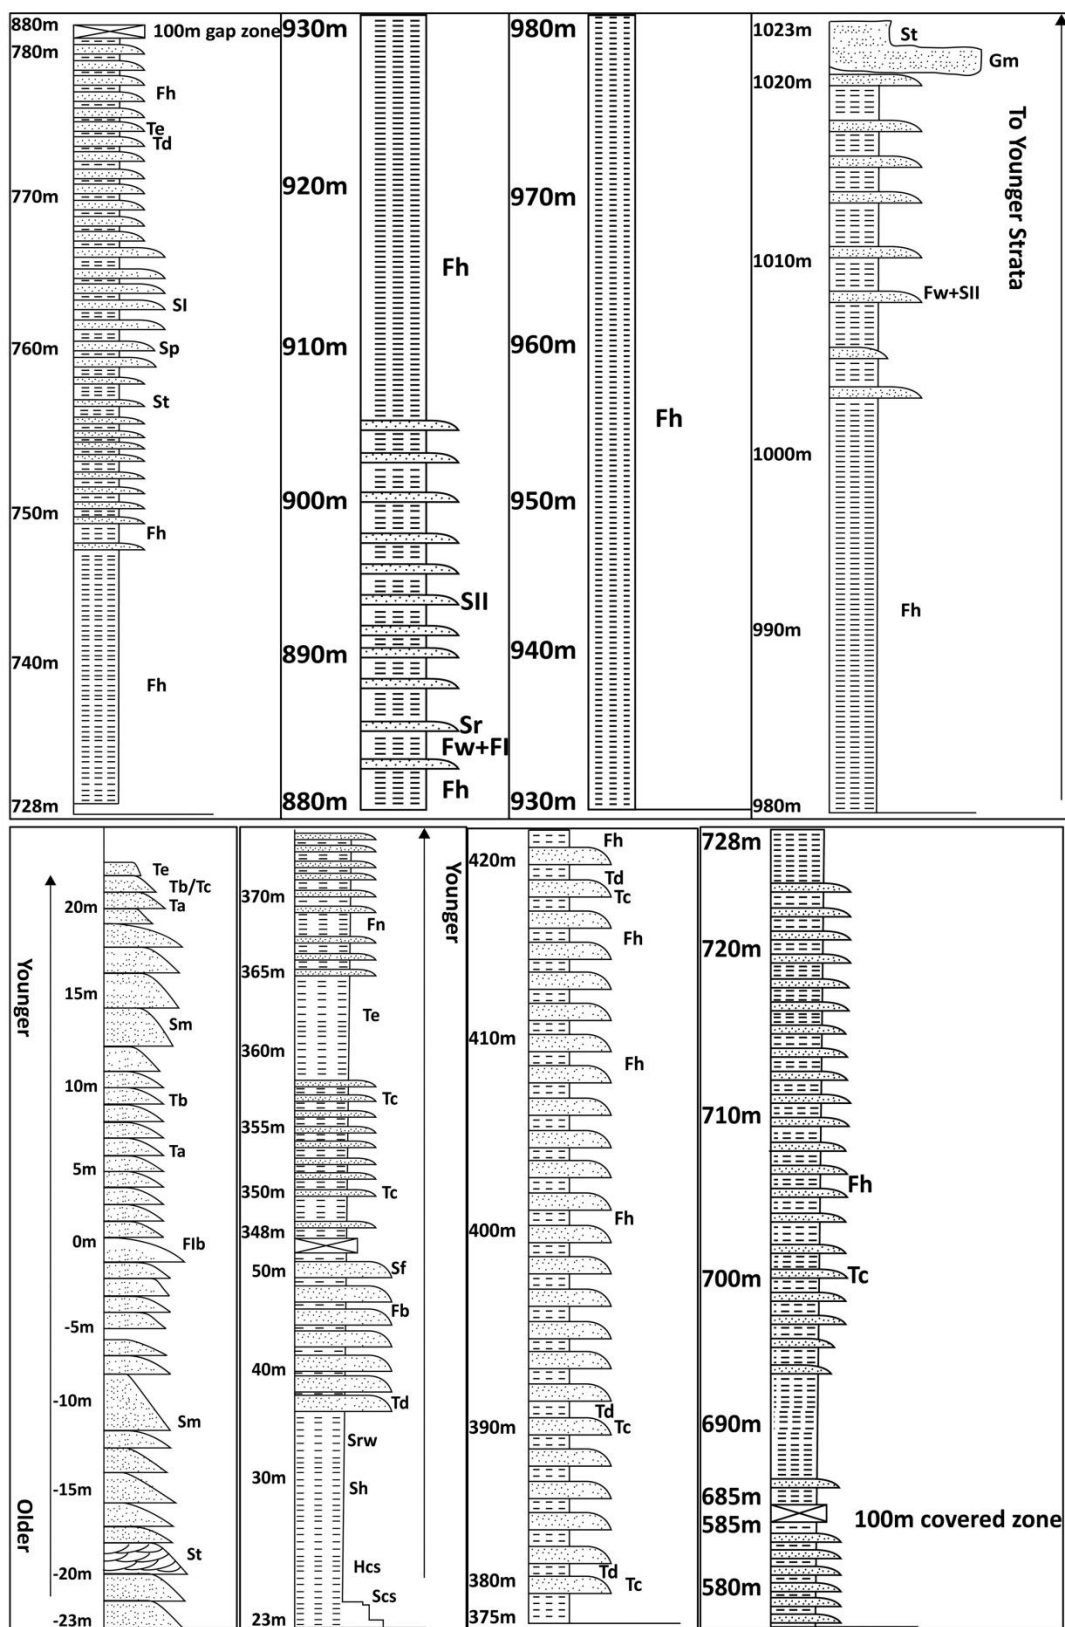 880m
100m gap zone
780m
Fh
Te
Td
770m
SI
760m
Sp
St
750m
Fh
740m
Fh
728m
930m
920m
Fh
910m
900m
SII
890m
Sr
Fw+FI
Fh
880m
980m
970m
960m
Fh
950m
940m
930m
1023m
St
Gm
1020m
To Younger Strata
1010m
Fw+SII
1000m
990m
Fh
980m
Te
Tb/Tc
20m
Ta
Younger
15m
Sm
10m
Tb
Ta
5m
0m
FIb
-5m
-10m
Sm
Older
-15m
St
-20m
-23m
Younger
370m
Fn
365m
Te
360m
Tc
355m
350m
Tc
348m
50m
Sf
Fb
40m
Td
Srw
30m
Sh
Hcs
Scs
23m
Fh
420m
Td
Tc
Fh
410m
Fh
Fh
400m
Td
390m
Tc
Td
380m
Tc
375m
728m
720m
710m
Fh
700m
Tc
690m
685m
585m
100m covered zone
580m